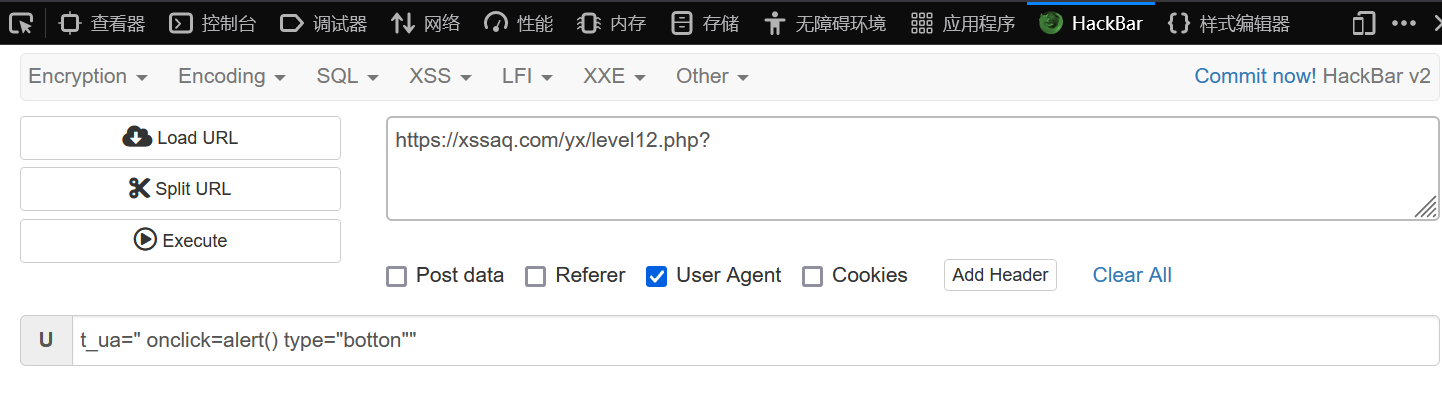 查看器 控制台 调试器 网络 性能 内存 存储 无障碍环境 应用程序 HackBar 样式编辑器
Encryption Encoding SQL XSS LFI XXE Other Commit now! HackBar v2
Load URL
https://xssaq.com/yx/level12.php?
Split URL
Execute
Post data Referer User Agent Cookies Add Header Clear All
U t_ua=" onclick=alert() type="botton""